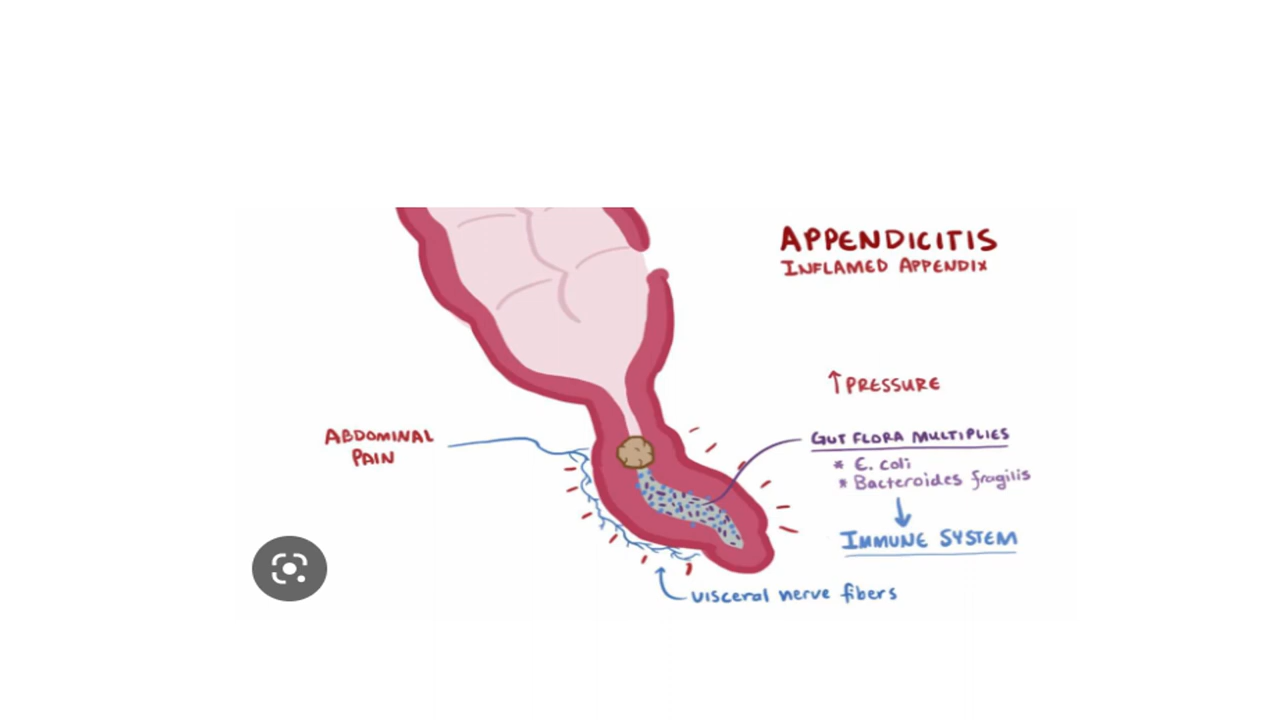 APPENDICITIS
INFLAMED APPENDIX
↑PRESSURE
ABDOMINAL
PAIN
GUT FLORA MULTIPLIES
* E. coli
* Bacteroides fragilis
↓
IMMUNE SYSTEM
visceral nerve fibers